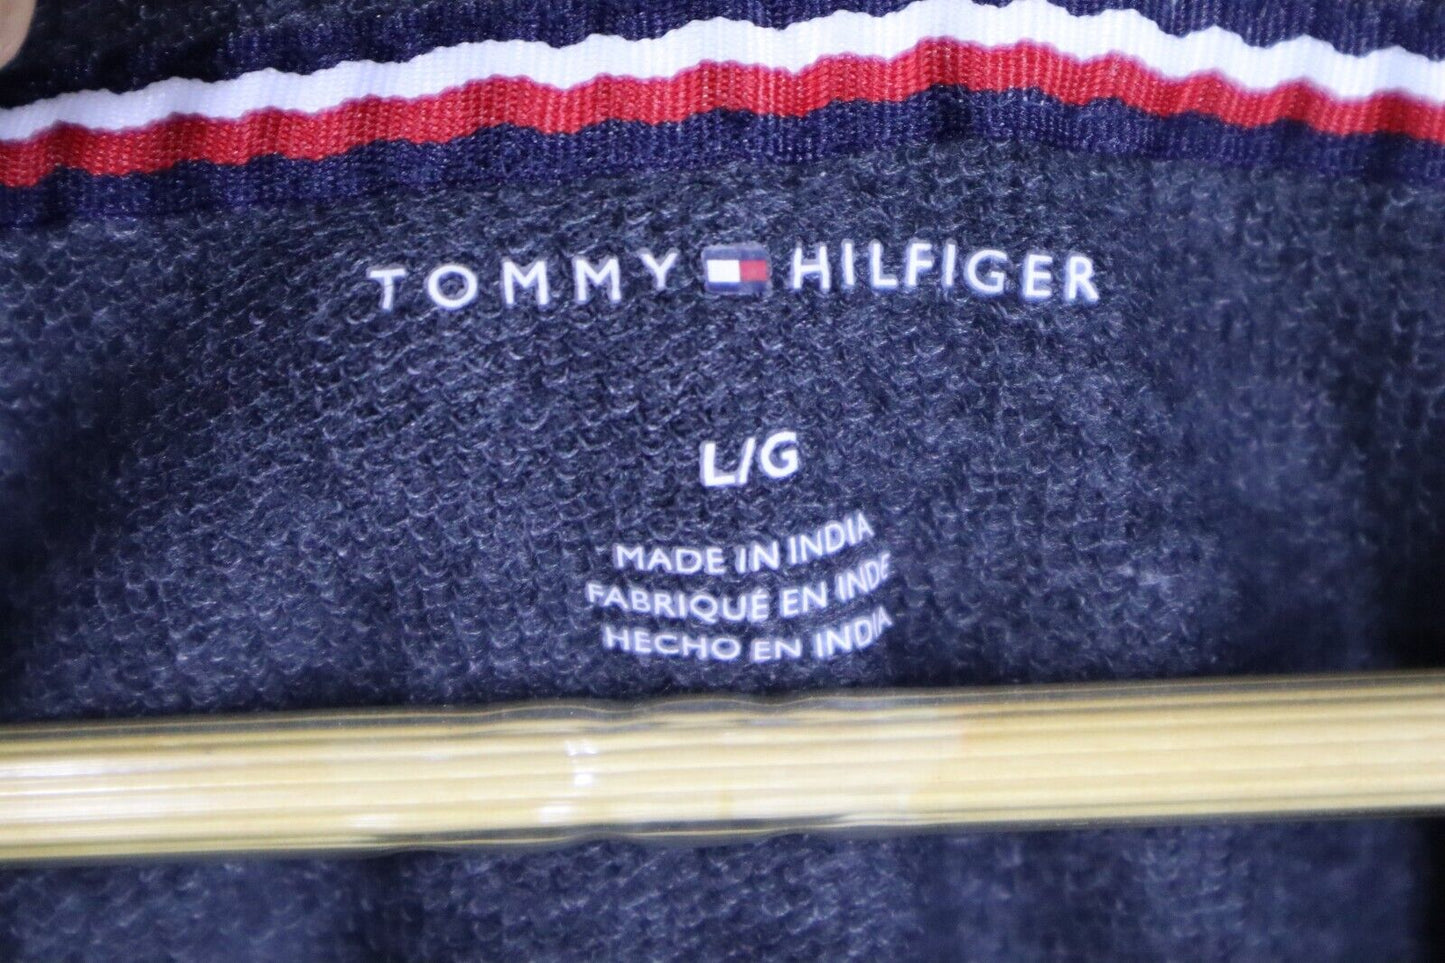 TOMMY HILFIGER
L/G
MADE IN INDIA
FABRIQUÉ EN INDE
HECHO EN INDIA